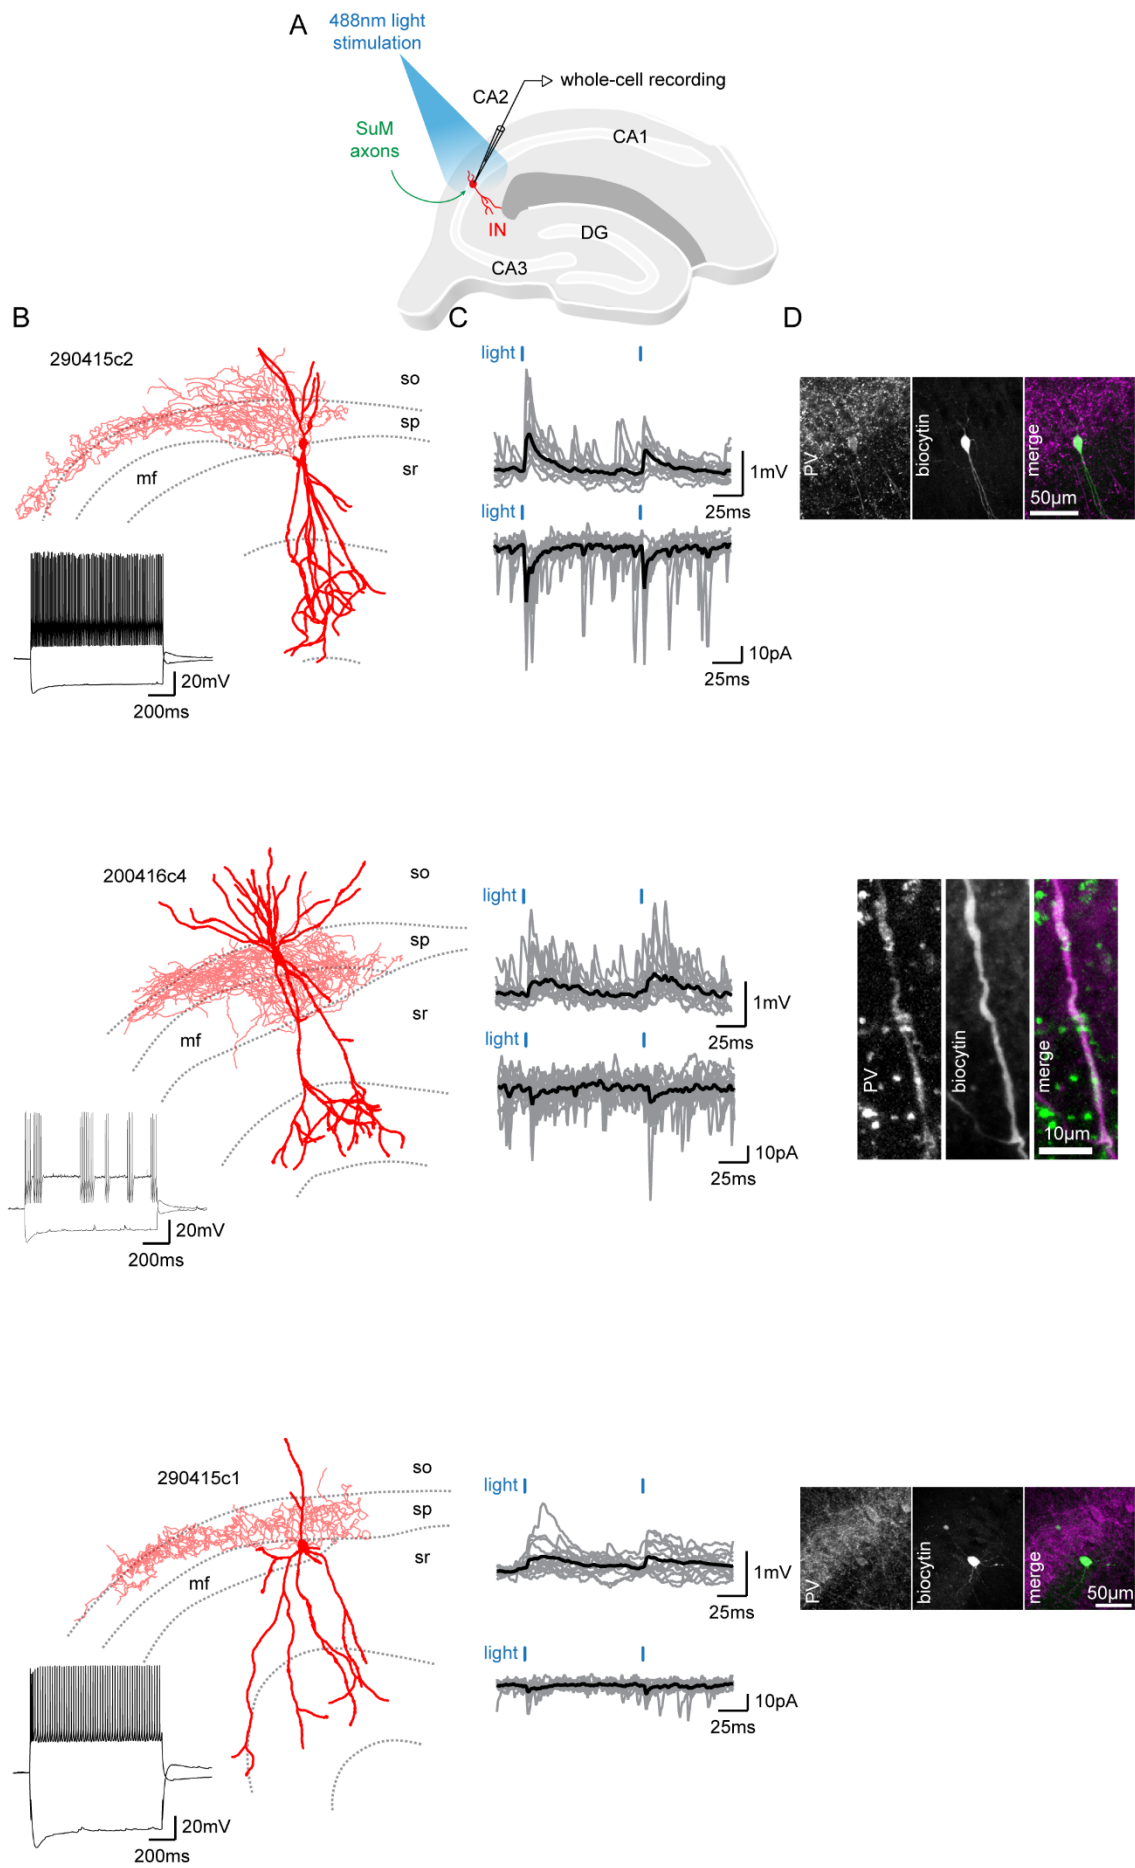 A
488nm light
stimulation
whole-cell recording
CA2
SuM
axons
CA1
IN
DG
CA3
B
C
D
290415c2
so
sp
mf
sr
20mV
200ms
light
1mV
25ms
light
10pA
25ms
PV
biocytin
merge
50µm
200416c4
so
sp
mf
sr
20mV
200ms
light
1mV
25ms
light
10pA
25ms
PV
biocytin
merge
10µm
290415c1
so
sp
mf
sr
20mV
200ms
light
1mV
25ms
light
10pA
25ms
PV
biocytin
merge
50µm